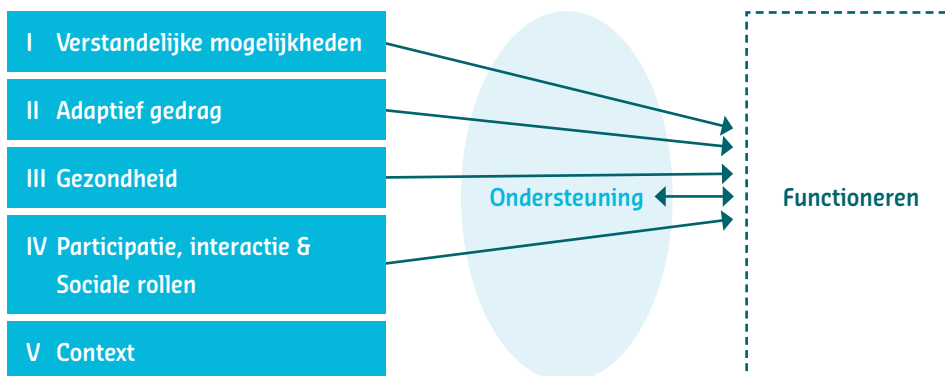 I Verstandelijke mogelijkheden
II Adaptief gedrag
III Gezondheid
IV Participatie, interactie &
Sociale rollen
V Context
Ondersteuning
Functioneren